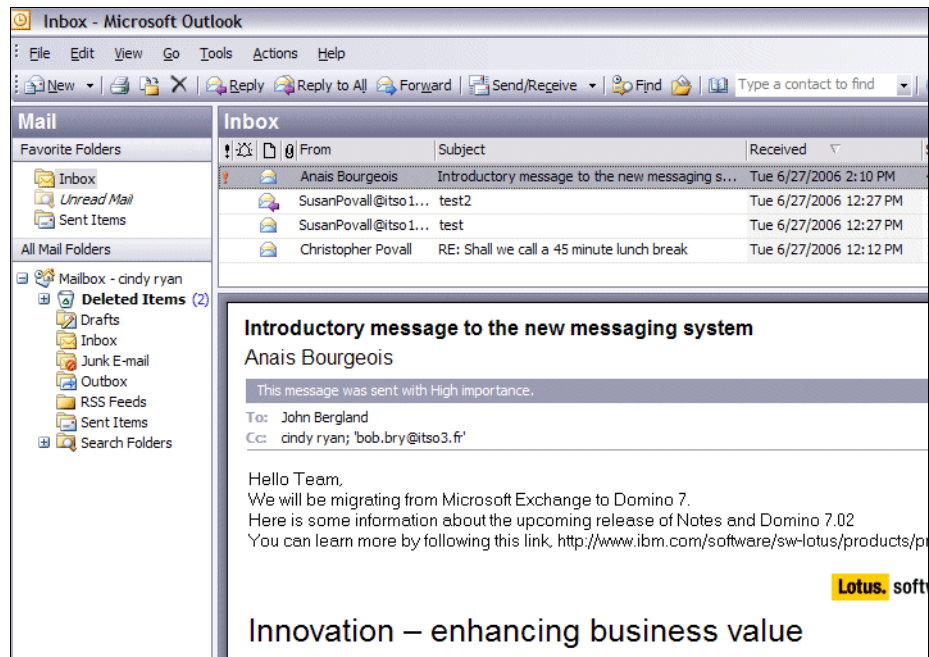 Inbox - Microsoft Outlook
File Edit View Go Tools Actions Help
New Reply Reply to All Forward Send/Receive Find Type a contact to find
Mail
Inbox
Favorite Folders
! From Subject Received
Inbox
Unread Mail
Sent Items
All Mail Folders
Mailbox - cindy ryan
Deleted Items (2)
Drafts
Inbox
Junk E-mail
Outbox
RSS Feeds
Sent Items
Search Folders
! Anais Bourgeois Introductory message to the new messaging s... Tue 6/27/2006 2:10 PM
SusanPovall@itso1... test2 Tue 6/27/2006 12:27 PM
SusanPovall@itso1... test Tue 6/27/2006 12:27 PM
Christopher Povall RE: Shall we call a 45 minute lunch break Tue 6/27/2006 12:12 PM
Introductory message to the new messaging system
Anais Bourgeois
This message was sent with High importance.
To: John Bergland
Cc: cindy ryan; 'bob.bry@itso3.fr'
Hello Team,
We will be migrating from Microsoft Exchange to Domino 7.
Here is some information about the upcoming release of Notes and Domino 7.02
You can learn more by following this link, http://www.ibm.com/software/sw-lotus/products/p
Lotus. soft
Innovation – enhancing business value